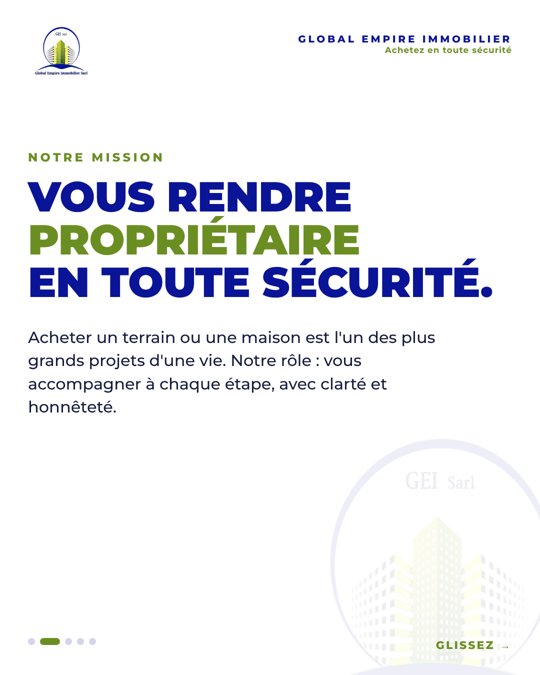 GEI Sarl
Global Empire Immobilier Sarl
GLOBAL EMPIRE IMMOBILIER
Achetez en toute sécurité
NOTRE MISSION
VOUS RENDRE
PROPRIÉTAIRE
EN TOUTE SÉCURITÉ.
Acheter un terrain ou une maison est l'un des plus
grands projets d'une vie. Notre rôle : vous
accompagner à chaque étape, avec clarté et
honnêteté.
GEI Sarl
GLISSEZ →